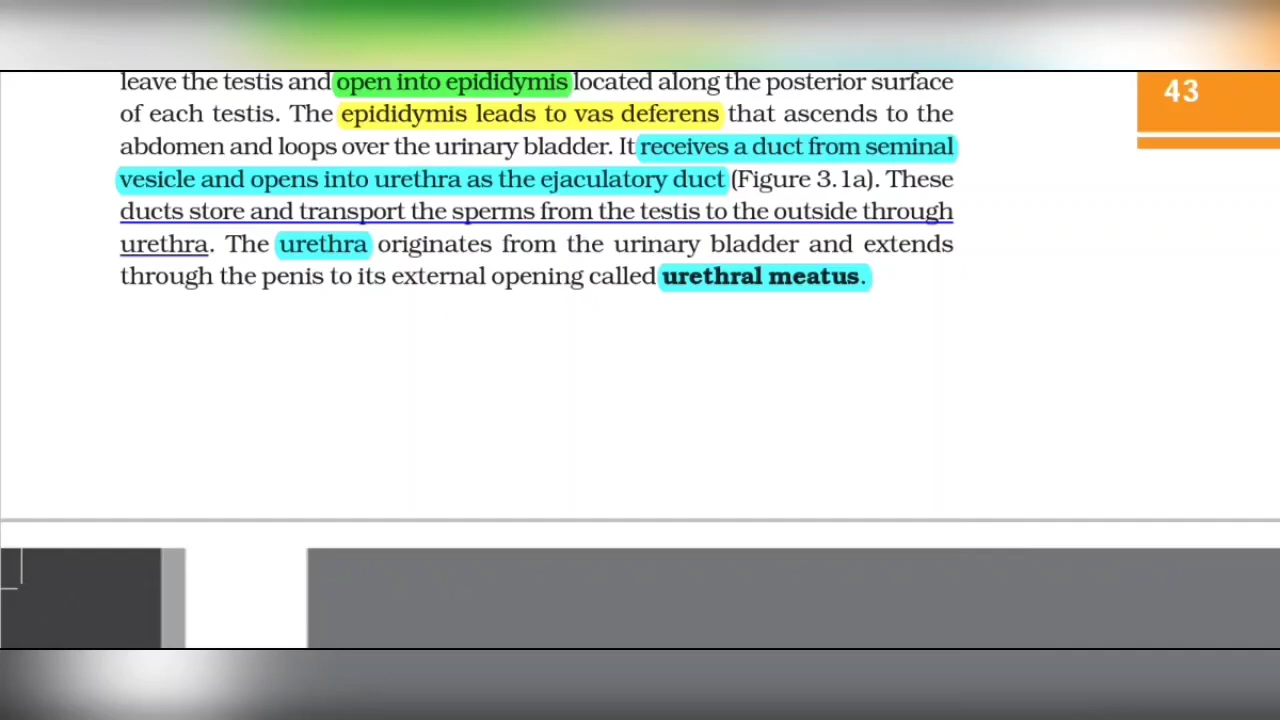 leave the testis and open into epididymis located along the posterior surface
43
of each testis. The epididymis leads to vas deferens that ascends to the
abdomen and loops over the urinary bladder. It receives a duct from seminal
vesicle and opens into urethra as the ejaculatory duct (Figure 3.1a). These
ducts store and transport the sperms from the testis to the outside through
urethra. The urethra originates from the urinary bladder and extends
through the penis to its external opening called urethral meatus.